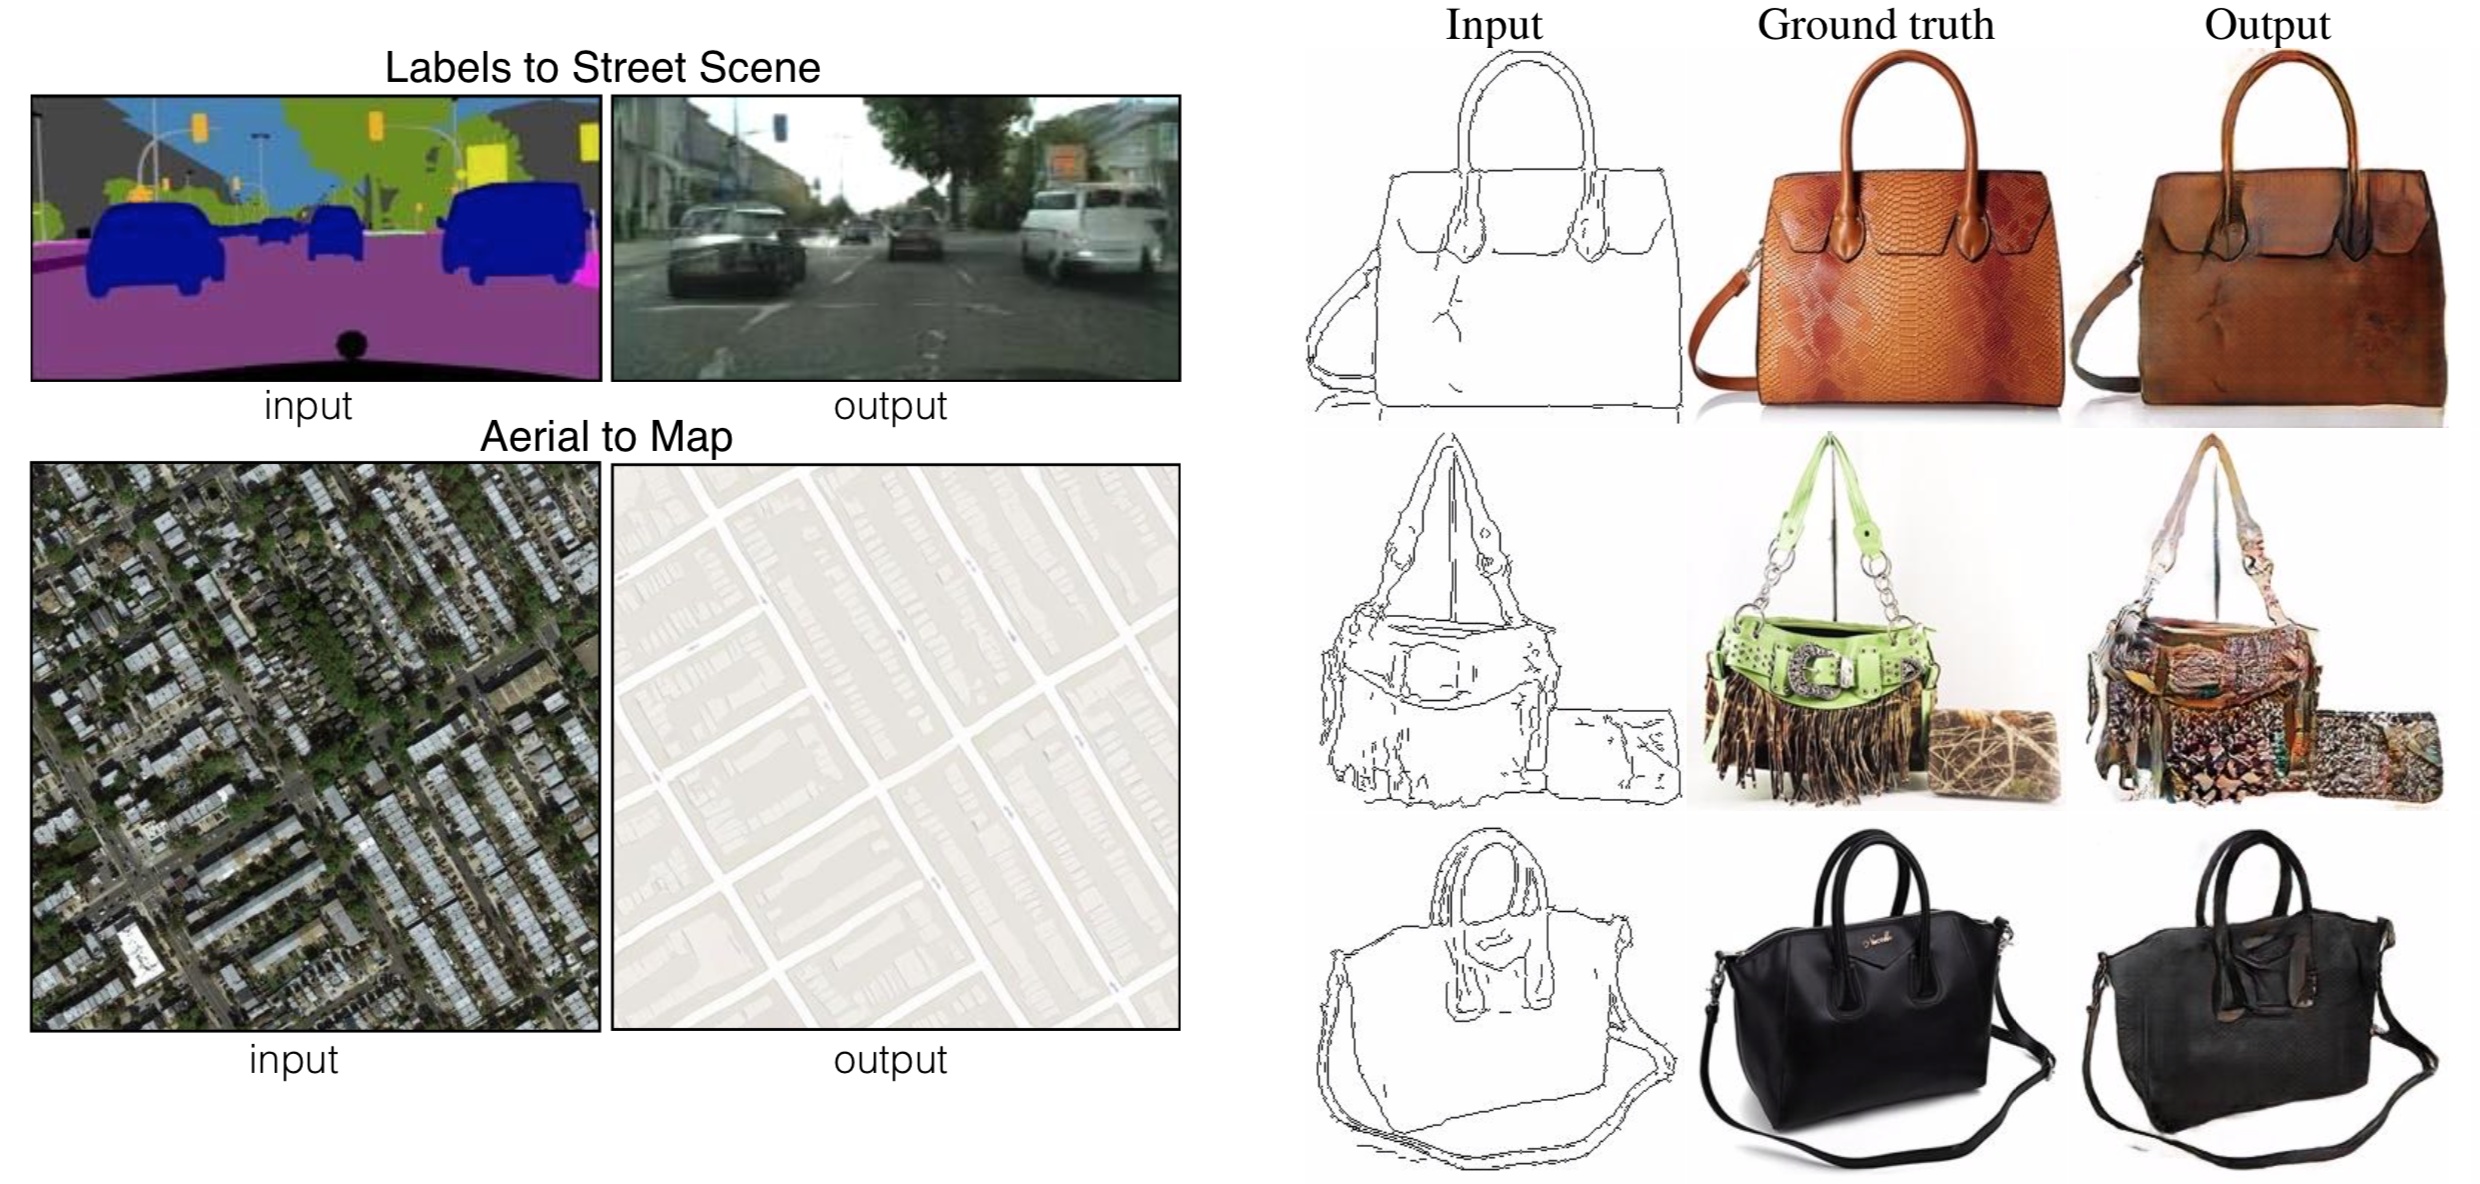 Labels to Street Scene
input
output
Aerial to Map
input
output
Input
Ground truth
Output